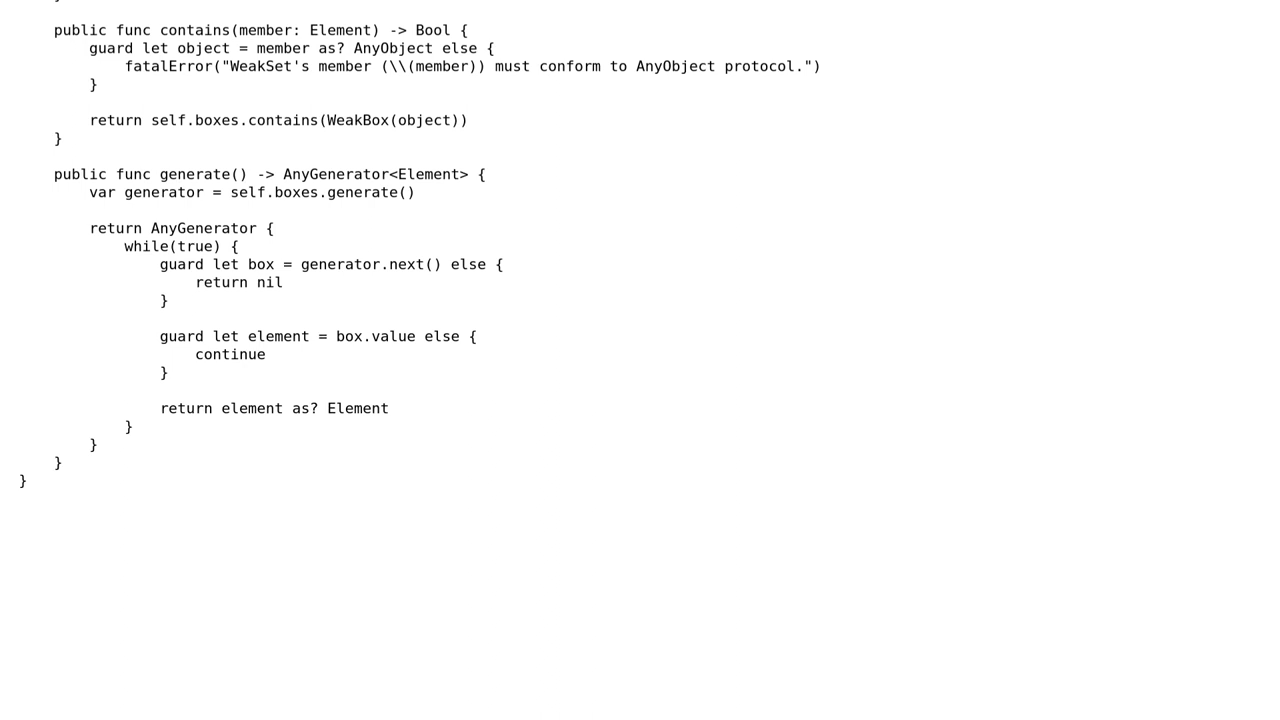 public func contains(member: Element) -> Bool {
        guard let object = member as? AnyObject else {
            fatalError("WeakSet's member (\\(member)) must conform to AnyObject protocol.")
        }

        return self.boxes.contains(WeakBox(object))
    }

    public func generate() -> AnyGenerator<Element> {
        var generator = self.boxes.generate()

        return AnyGenerator {
            while(true) {
                guard let box = generator.next() else {
                    return nil
                }

                guard let element = box.value else {
                    continue
                }

                return element as? Element
            }
        }
    }
}